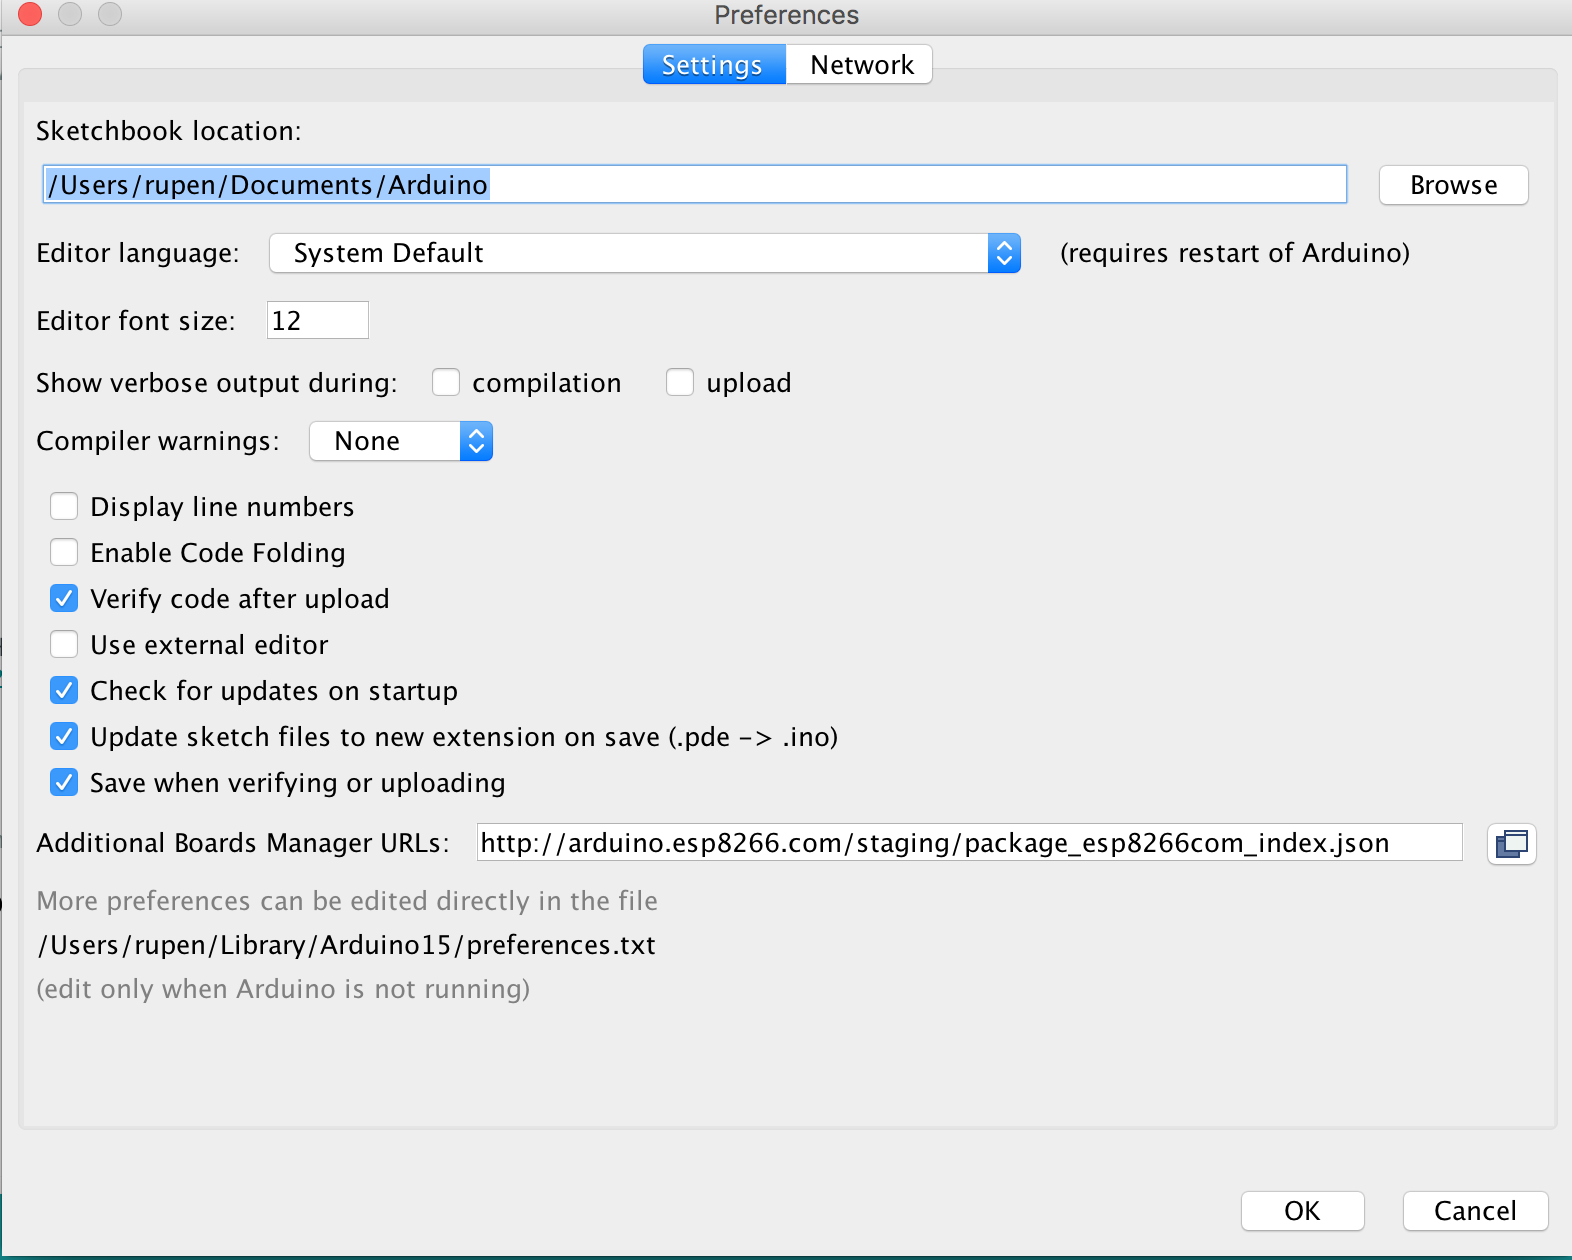 Preferences
Settings Network
Sketchbook location:
/Users/rupen/Documents/Arduino Browse
Editor language: System Default (requires restart of Arduino)
Editor font size: 12
Show verbose output during: compilation upload
Compiler warnings: None
Display line numbers
Enable Code Folding
Verify code after upload
Use external editor
Check for updates on startup
Update sketch files to new extension on save (.pde -> .ino)
Save when verifying or uploading
Additional Boards Manager URLs: http://arduino.esp8266.com/staging/package_esp8266com_index.json
More preferences can be edited directly in the file
/Users/rupen/Library/Arduino15/preferences.txt
(edit only when Arduino is not running)
OK Cancel